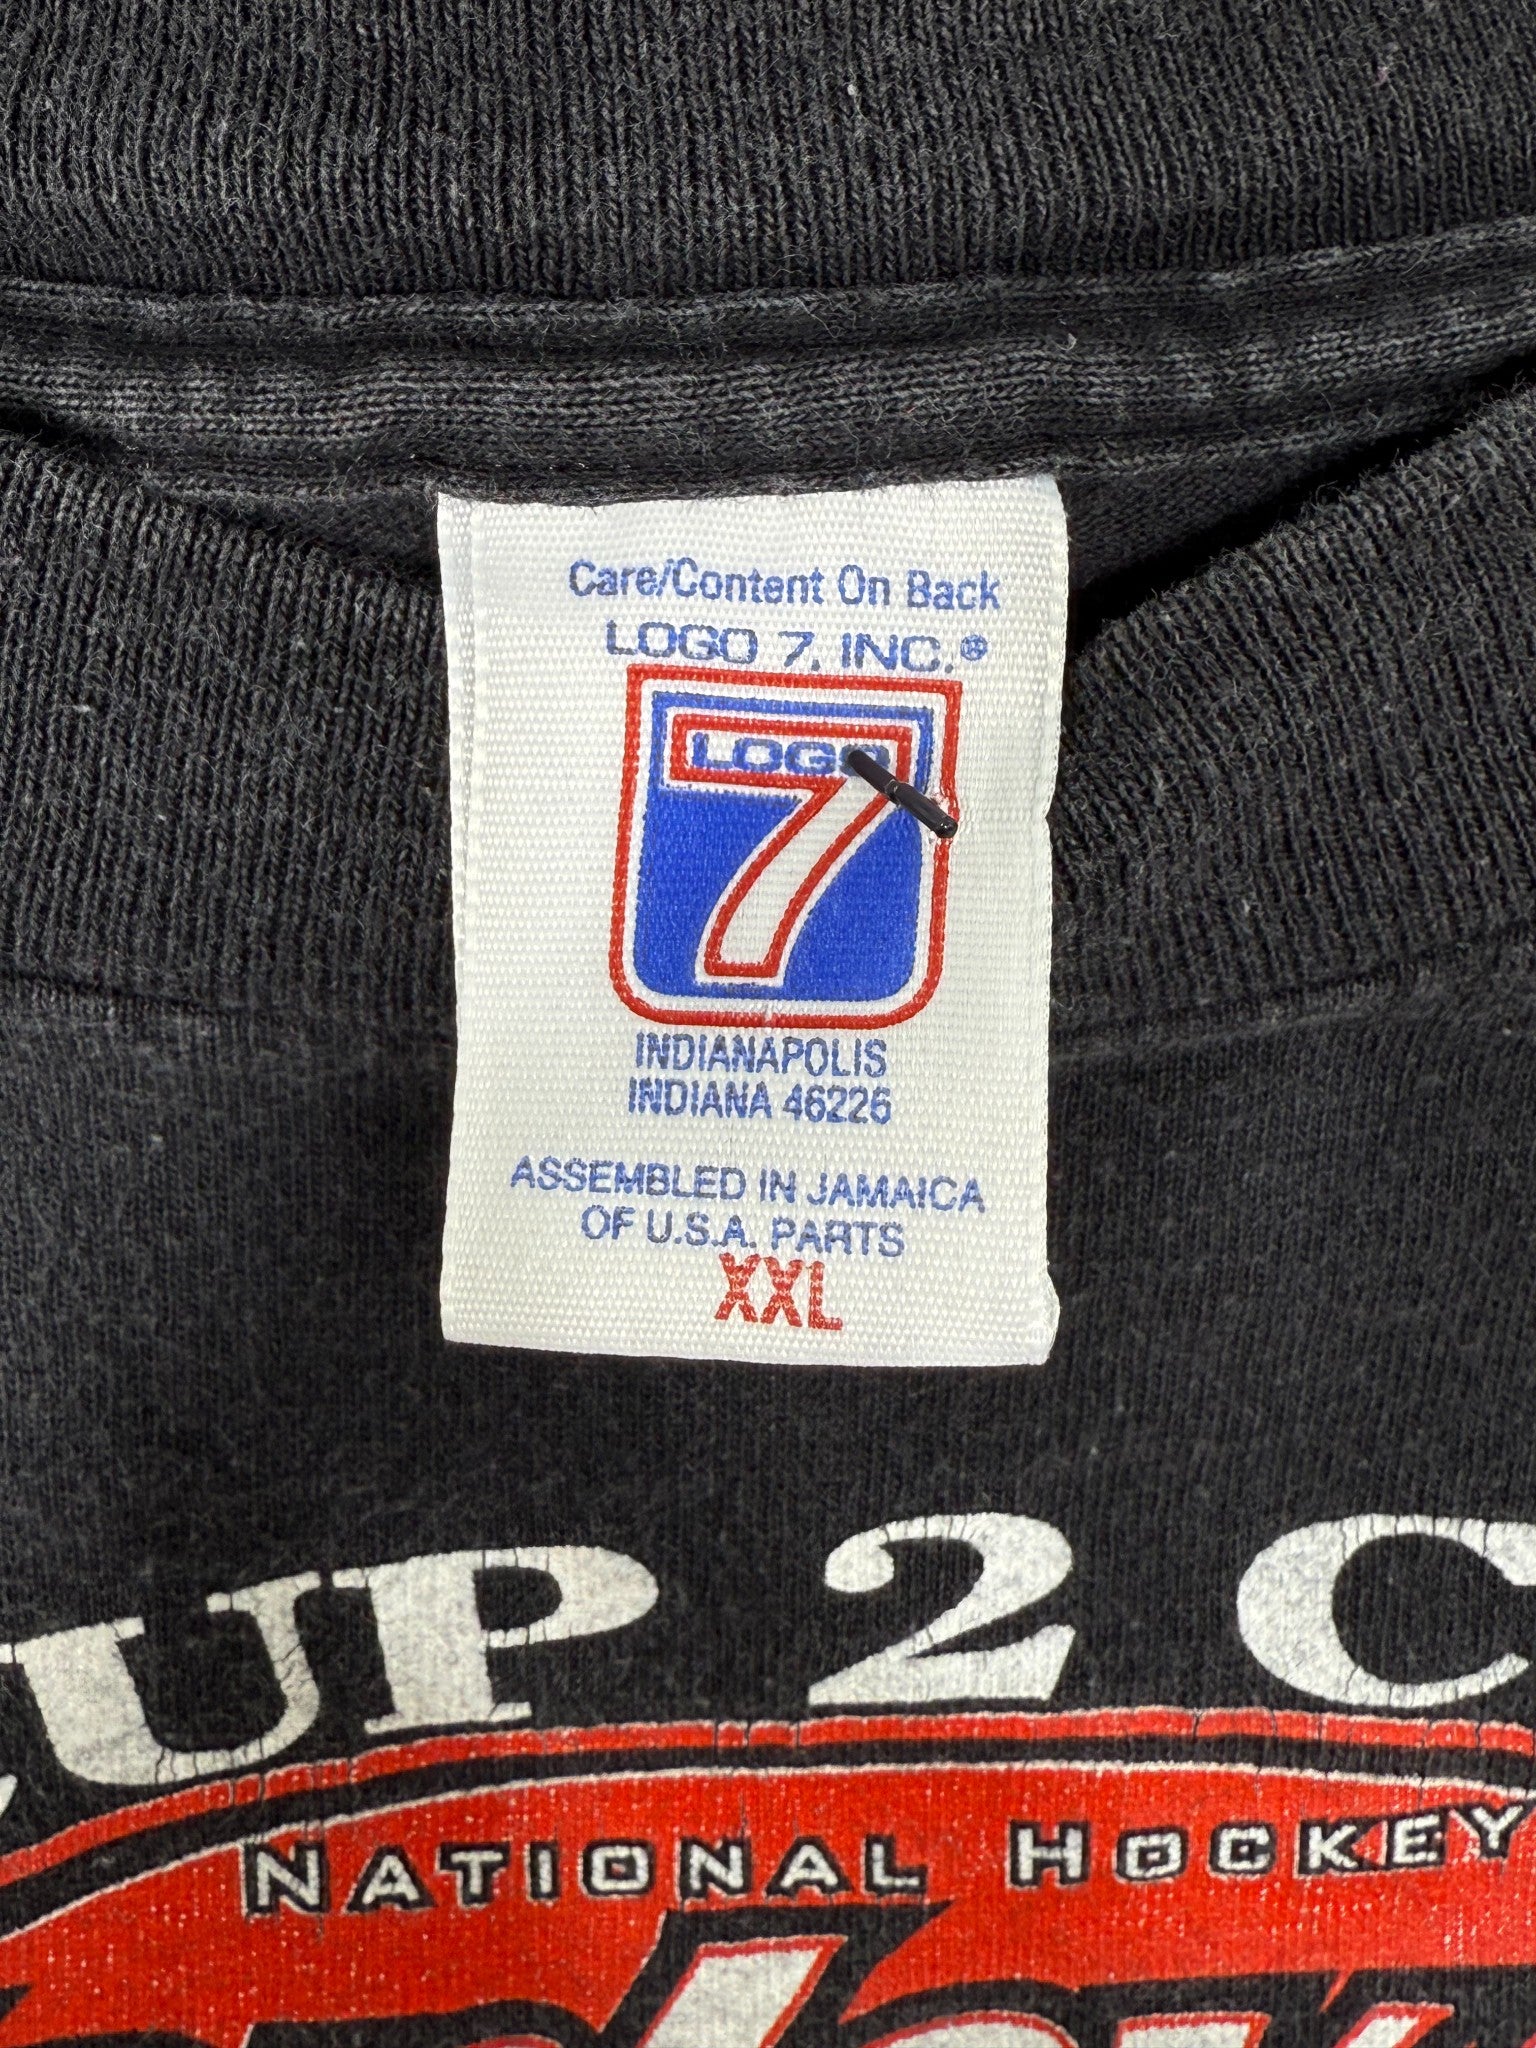 Care/Content On Back
LOGO 7, INC.®
LOGO
7
INDIANAPOLIS
INDIANA 46226
ASSEMBLED IN JAMAICA
OF U.S.A. PARTS
XXL
UP 2 C
NATIONAL HOCKEY